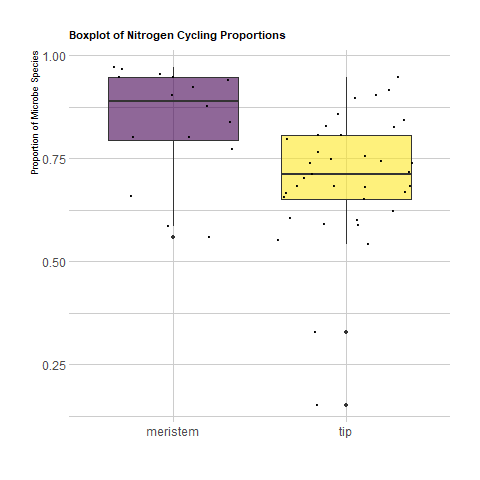 Boxplot of Nitrogen Cycling Proportions
Proportion of Microbe Species
1.00
0.75
0.50
0.25
meristem
tip